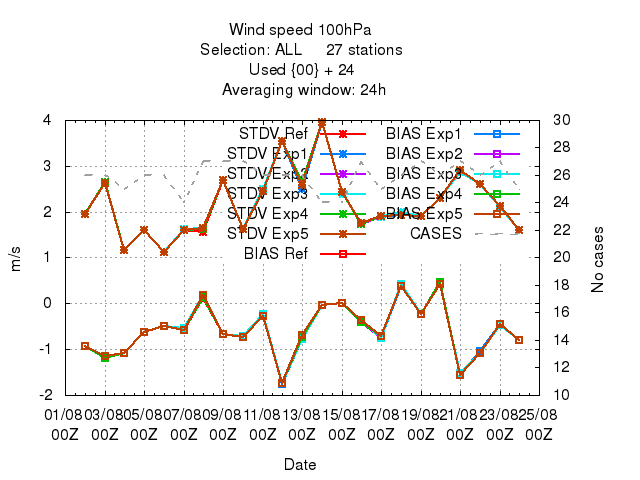 Wind speed 100hPa
Selection: ALL 27 stations
Used {00} + 24
Averaging window: 24h
4
3
2
1
0
-1
-2
m/s
30
28
26
24
22
20
18
16
14
12
10
No cases
STDV Ref
STDV Exp1
STDV Exp2
STDV Exp3
STDV Exp4
STDV Exp5
BIAS Ref
BIAS Exp1
BIAS Exp2
BIAS Exp3
BIAS Exp4
BIAS Exp5
CASES
01/08 03/08 05/08 07/08 09/08 11/08 13/08 15/08 17/08 19/08 21/08 23/08 25/08
00Z 00Z 00Z 00Z 00Z 00Z 00Z 00Z 00Z 00Z 00Z 00Z 00Z
Date